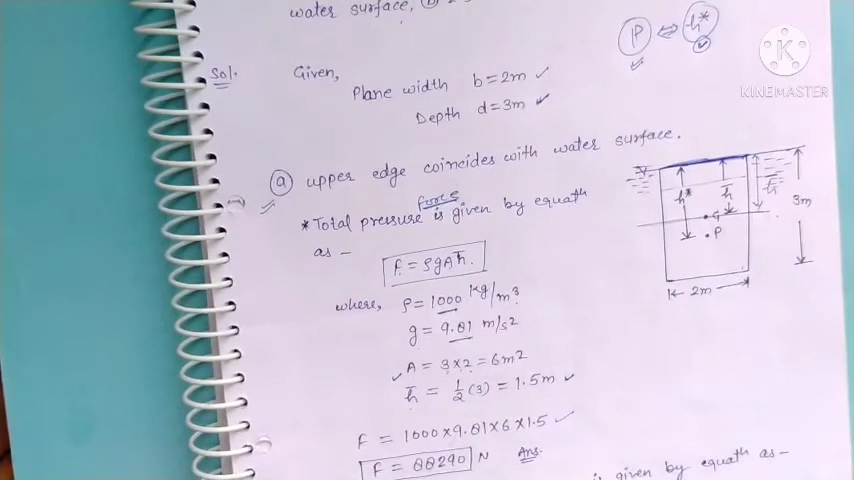 water surface, (b)
Sol.
Given,
Plane width b = 2m ✓
Depth d = 3m ✓
P ⇔ h* ✓
KINEMASTER
(a) upper edge coincides with water surface.
force
* Total pressure is given by equatn
as —
F = ρgAh̄.
where, ρ = 1000 kg/m³
g = 9.81 m/s²
✓ A = 3×2 = 6m²
h̄ = 1/2 (3) = 1.5m ✓
F = 1000×9.81×6×1.5 ✓
F = 88290 N Ans.
is given by equatn as —
h* h̄ h̄
G
P
3m
2m